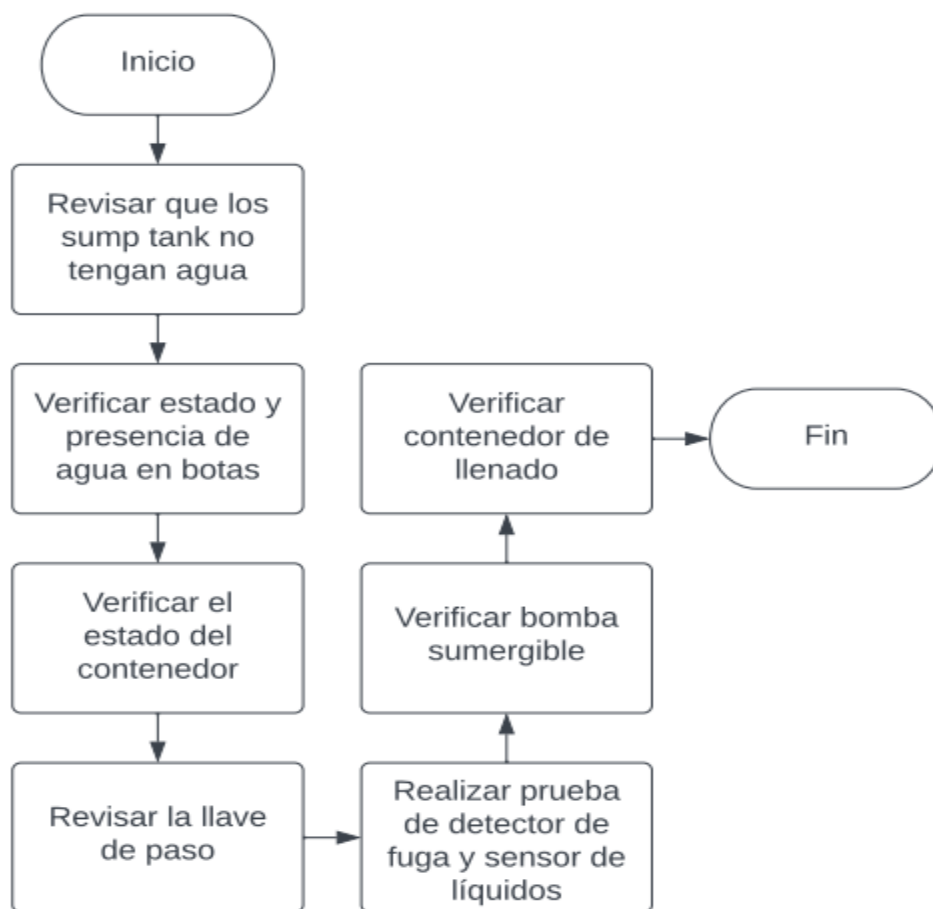 Inicio
Revisar que los
sump tank no
tengan agua
Verificar estado y
presencia de
agua en botas
Verificar el
estado del
contenedor
Revisar la llave
de paso
Realizar prueba
de detector de
fuga y sensor de
líquidos
Verificar bomba
sumergible
Verificar
contenedor de
llenado
Fin